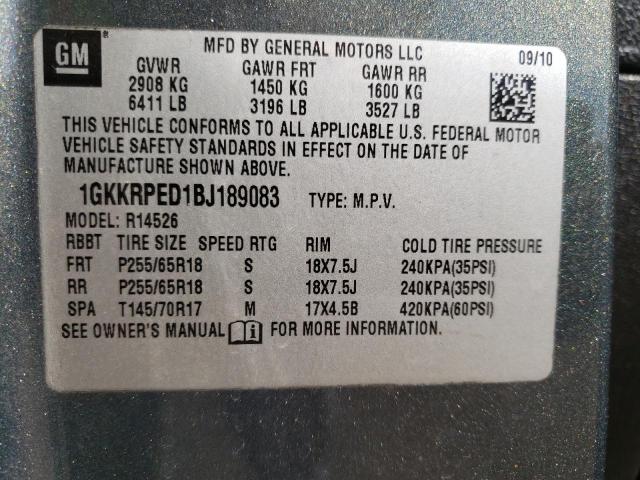 GM
MFD BY GENERAL MOTORS LLC 09/10
GVWR GAWR FRT GAWR RR
2908 KG 1450 KG 1600 KG
6411 LB 3196 LB 3527 LB
THIS VEHICLE CONFORMS TO ALL APPLICABLE U.S. FEDERAL MOTOR
VEHICLE SAFETY STANDARDS IN EFFECT ON THE DATE OF
MANUFACTURE SHOWN ABOVE.
1GKKRPED1BJ189083 TYPE: M.P.V.
MODEL: R14526
RBBT TIRE SIZE SPEED RTG RIM COLD TIRE PRESSURE
FRT P255/65R18 S 18X7.5J 240KPA(35PSI)
RR P255/65R18 S 18X7.5J 240KPA(35PSI)
SPA T145/70R17 M 17X4.5B 420KPA(60PSI)
SEE OWNER'S MANUAL FOR MORE INFORMATION.